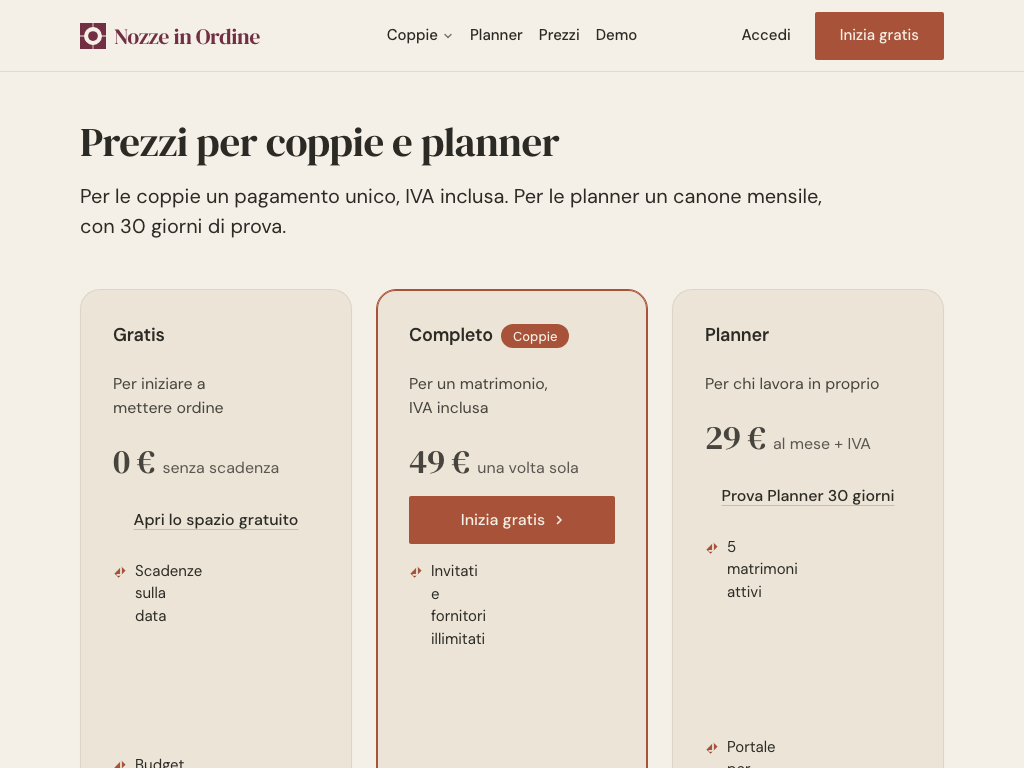 Nozze in Ordine
Coppie
Planner
Prezzi
Demo
Accedi
Inizia gratis
Prezzi per coppie e planner
Per le coppie un pagamento unico, IVA inclusa. Per le planner un canone mensile,
con 30 giorni di prova.
Gratis
Per iniziare a
mettere ordine
0 € senza scadenza
Apri lo spazio gratuito
Scadenze
sulla
data
Budget
Completo Coppie
Per un matrimonio,
IVA inclusa
49 € una volta sola
Inizia gratis
Invitati
e
fornitori
illimitati
Planner
Per chi lavora in proprio
29 € al mese + IVA
Prova Planner 30 giorni
5
matrimoni
attivi
Portale
per